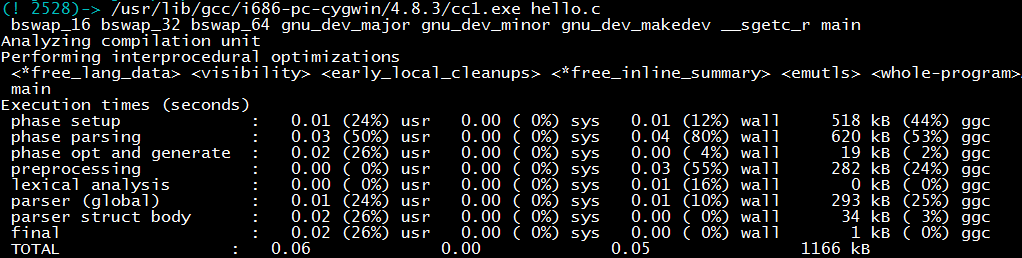 (! 2528)-> /usr/lib/gcc/i686-pc-cygwin/4.8.3/cc1.exe hello.c
 bswap_16 bswap_32 bswap_64 gnu_dev_major gnu_dev_minor gnu_dev_makedev __sgetc_r main
Analyzing compilation unit
Performing interprocedural optimizations
 <*free_lang_data> <visibility> <early_local_cleanups> <*free_inline_summary> <emutls> <whole-program>
 main
Execution times (seconds)
 phase setup             :   0.01 (24%) usr   0.00 ( 0%) sys   0.01 (12%) wall     518 kB (44%) ggc
 phase parsing           :   0.03 (50%) usr   0.00 ( 0%) sys   0.04 (80%) wall     620 kB (53%) ggc
 phase opt and generate  :   0.02 (26%) usr   0.00 ( 0%) sys   0.00 ( 4%) wall      19 kB ( 2%) ggc
 preprocessing           :   0.00 ( 0%) usr   0.00 ( 0%) sys   0.03 (55%) wall     282 kB (24%) ggc
 lexical analysis        :   0.00 ( 0%) usr   0.00 ( 0%) sys   0.01 (16%) wall       0 kB ( 0%) ggc
 parser (global)         :   0.01 (24%) usr   0.00 ( 0%) sys   0.01 (10%) wall     293 kB (25%) ggc
 parser struct body      :   0.02 (26%) usr   0.00 ( 0%) sys   0.00 ( 0%) wall      34 kB ( 3%) ggc
 final                   :   0.02 (26%) usr   0.00 ( 0%) sys   0.00 ( 0%) wall       1 kB ( 0%) ggc
 TOTAL                 :   0.06             0.00             0.05               1166 kB